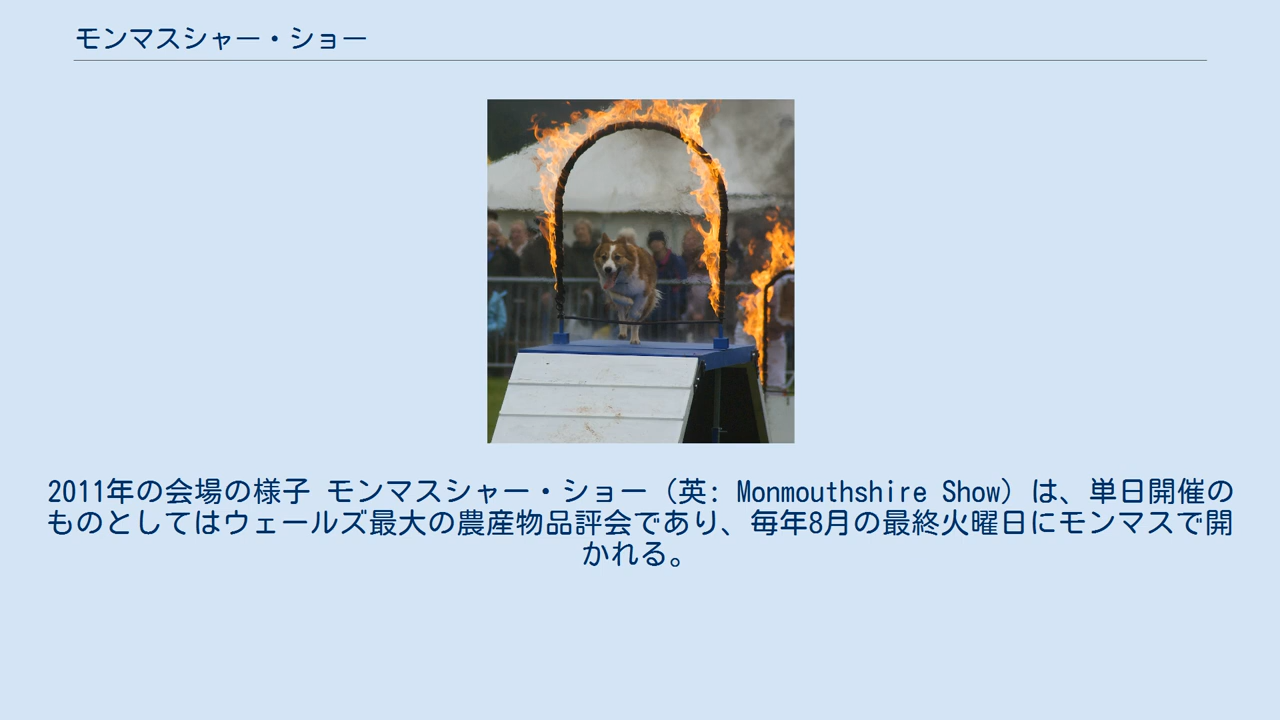 モンマスシャー・ショー
2011年の会場の様子 モンマスシャー・ショー（英: Monmouthshire Show）は、単日開催の
ものとしてはウェールズ最大の農産物品評会であり、毎年8月の最終火曜日にモンマスで開
かれる。